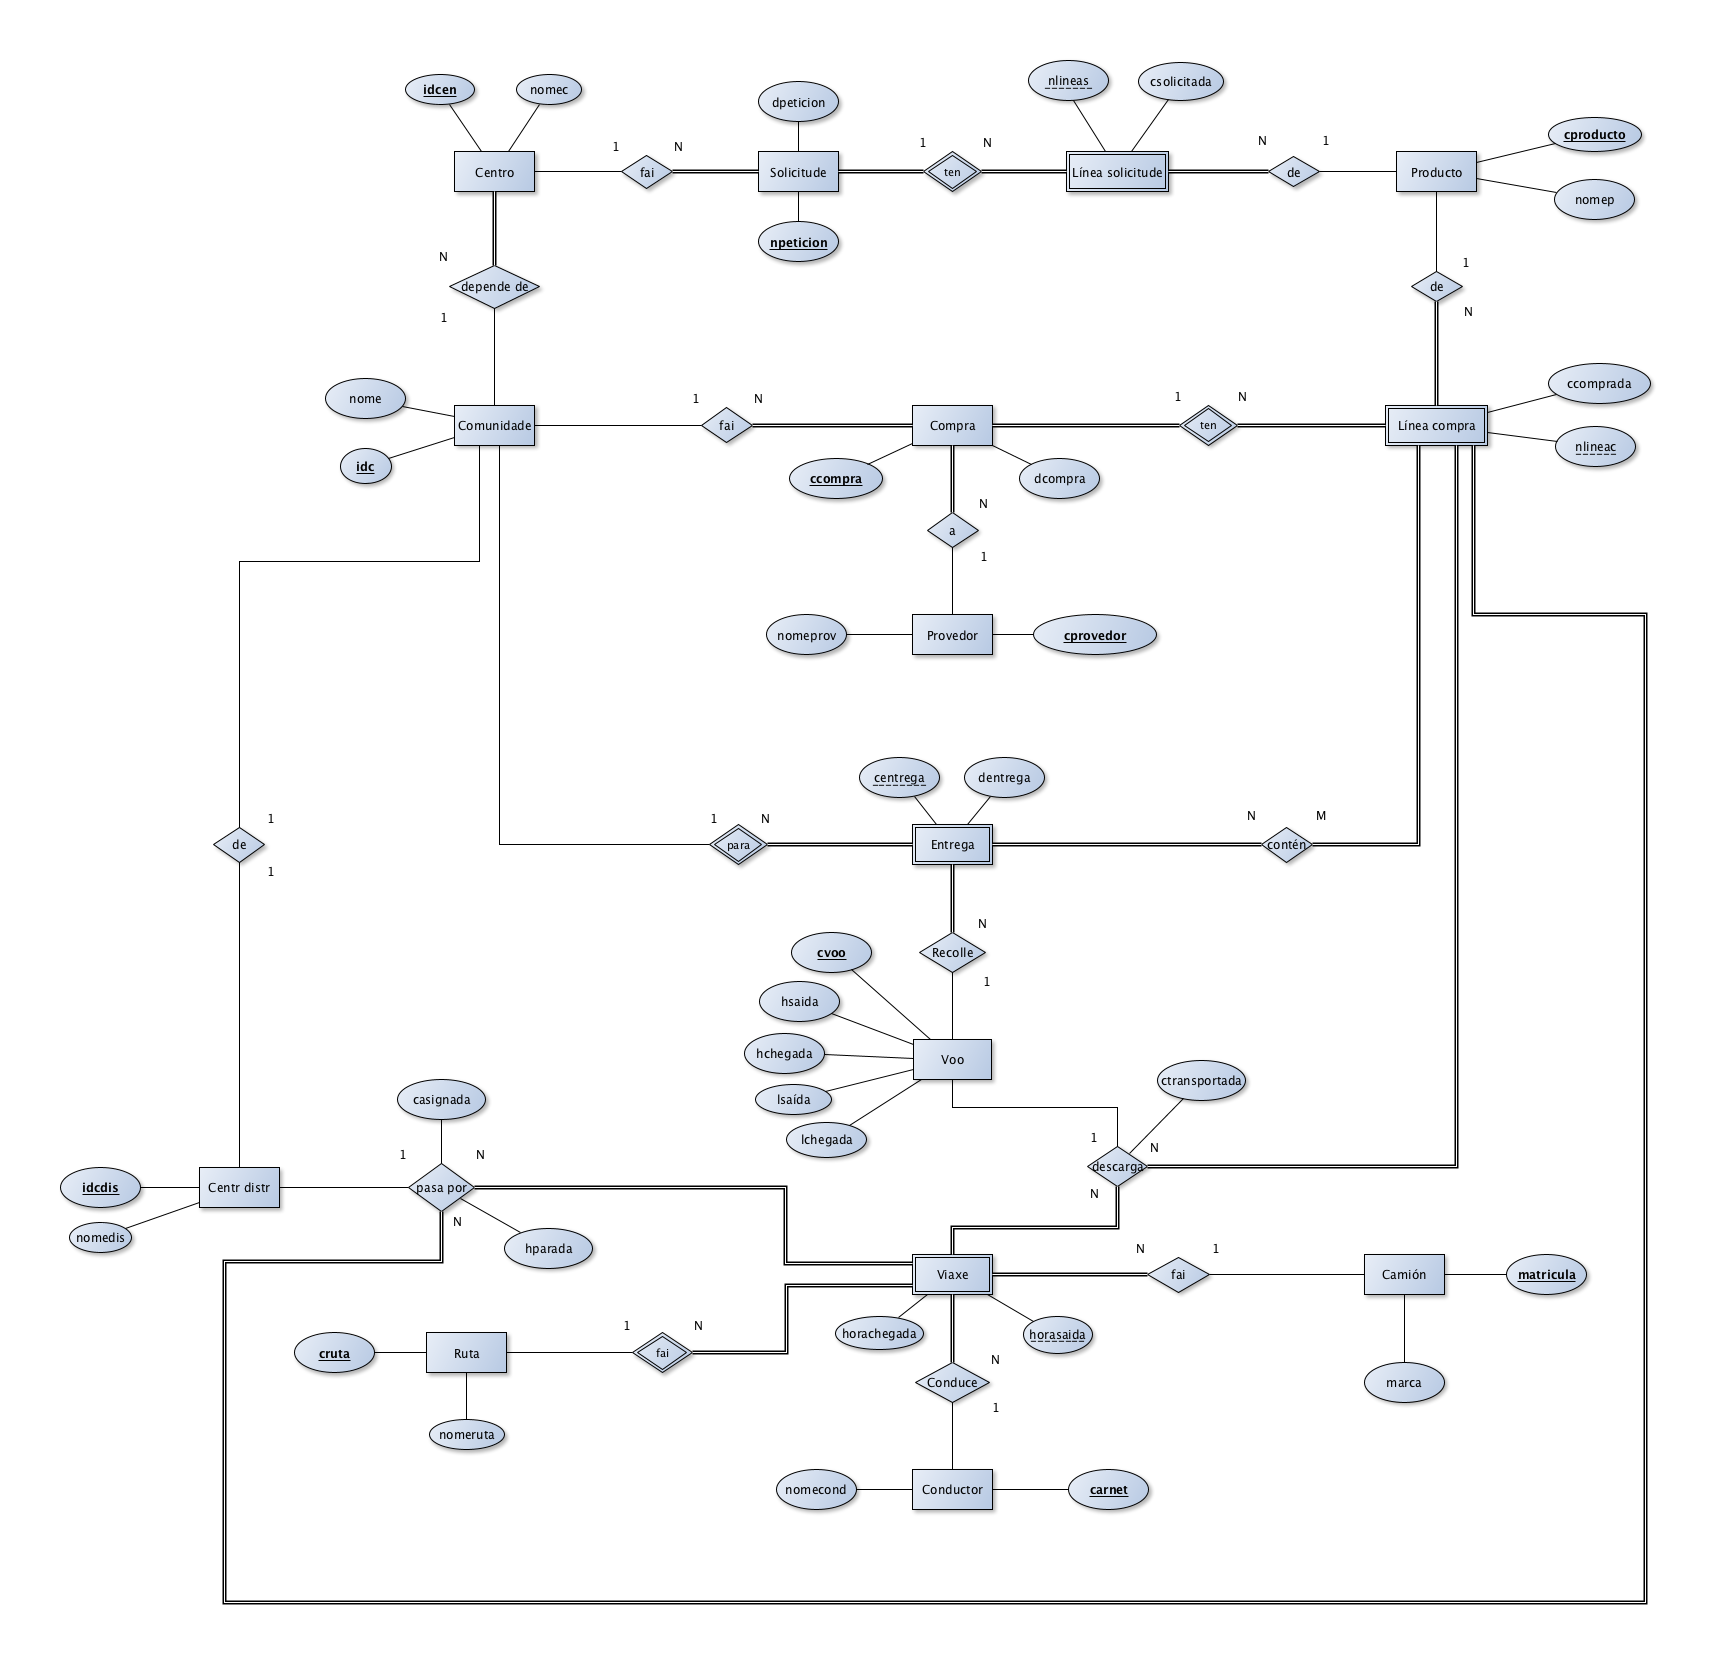 idcen
nomec
dpeticion
nlineas
csolicitada
cproducto
1
N
1
N
N
1
Centro
fai
Solicitude
ten
Línea solicitude
de
Producto
nomep
npeticion
N
depende de
1
1
de
N
nome
1
N
1
N
ccomprada
Comunidade
fai
Compra
ten
Línea compra
nlineac
idc
ccompra
dcompra
N
a
1
nomeprov
Provedor
cprovedor
centrega
dentrega
1
1
N
N
M
de
para
Entrega
contén
1
N
cvoo
Recolle
1
hsaida
hchegada
Voo
lsaída
lchegada
ctransportada
casignada
1
N
1
N
descarga
idcdis
Centr distr
pasa por
N
N
nomedis
hparada
N
1
Viaxe
fai
Camión
matricula
1
N
horachegada
horasaida
cruta
Ruta
fai
N
Conduce
marca
1
nomeruta
nomecond
Conductor
carnet